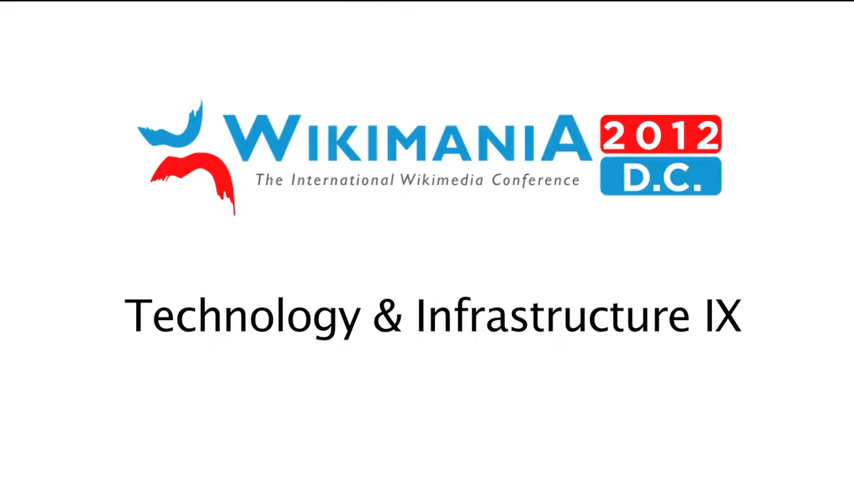 WIKIMANIA 2012
The International Wikimedia Conference D.C.
Technology & Infrastructure IX